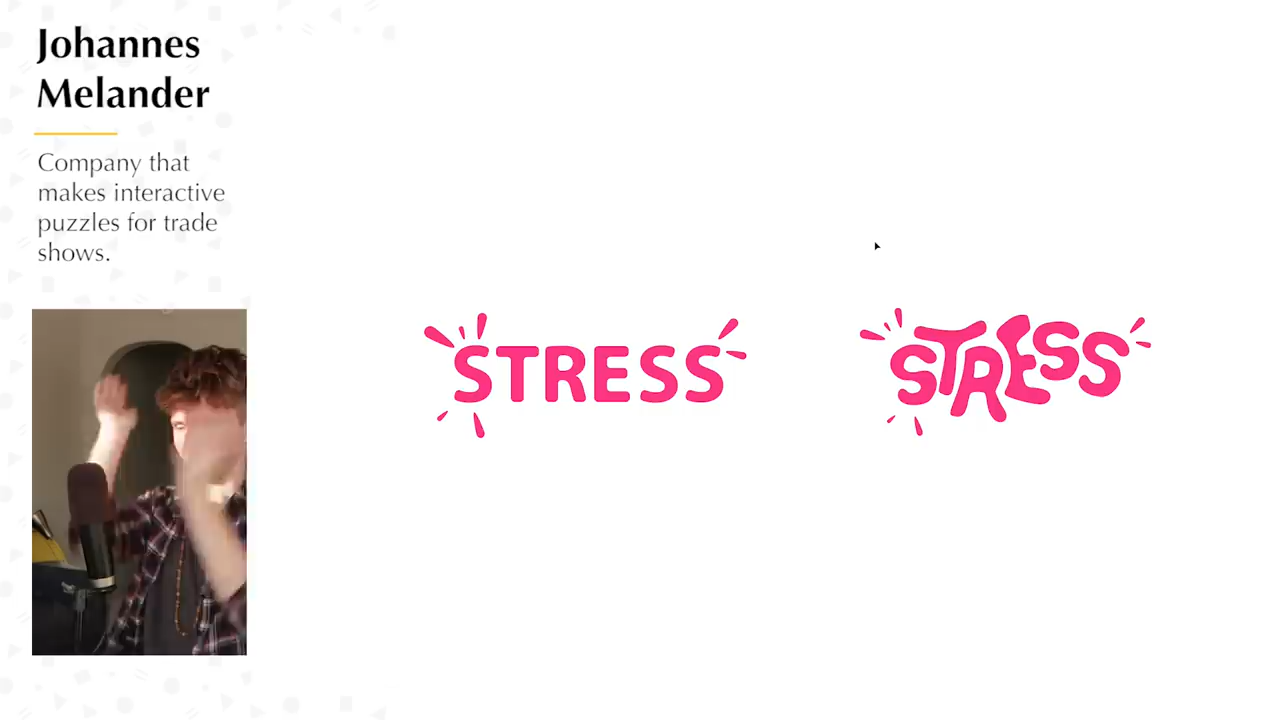 Johannes
Melander
Company that
makes interactive
puzzles for trade
shows.
STRESS
STRESS